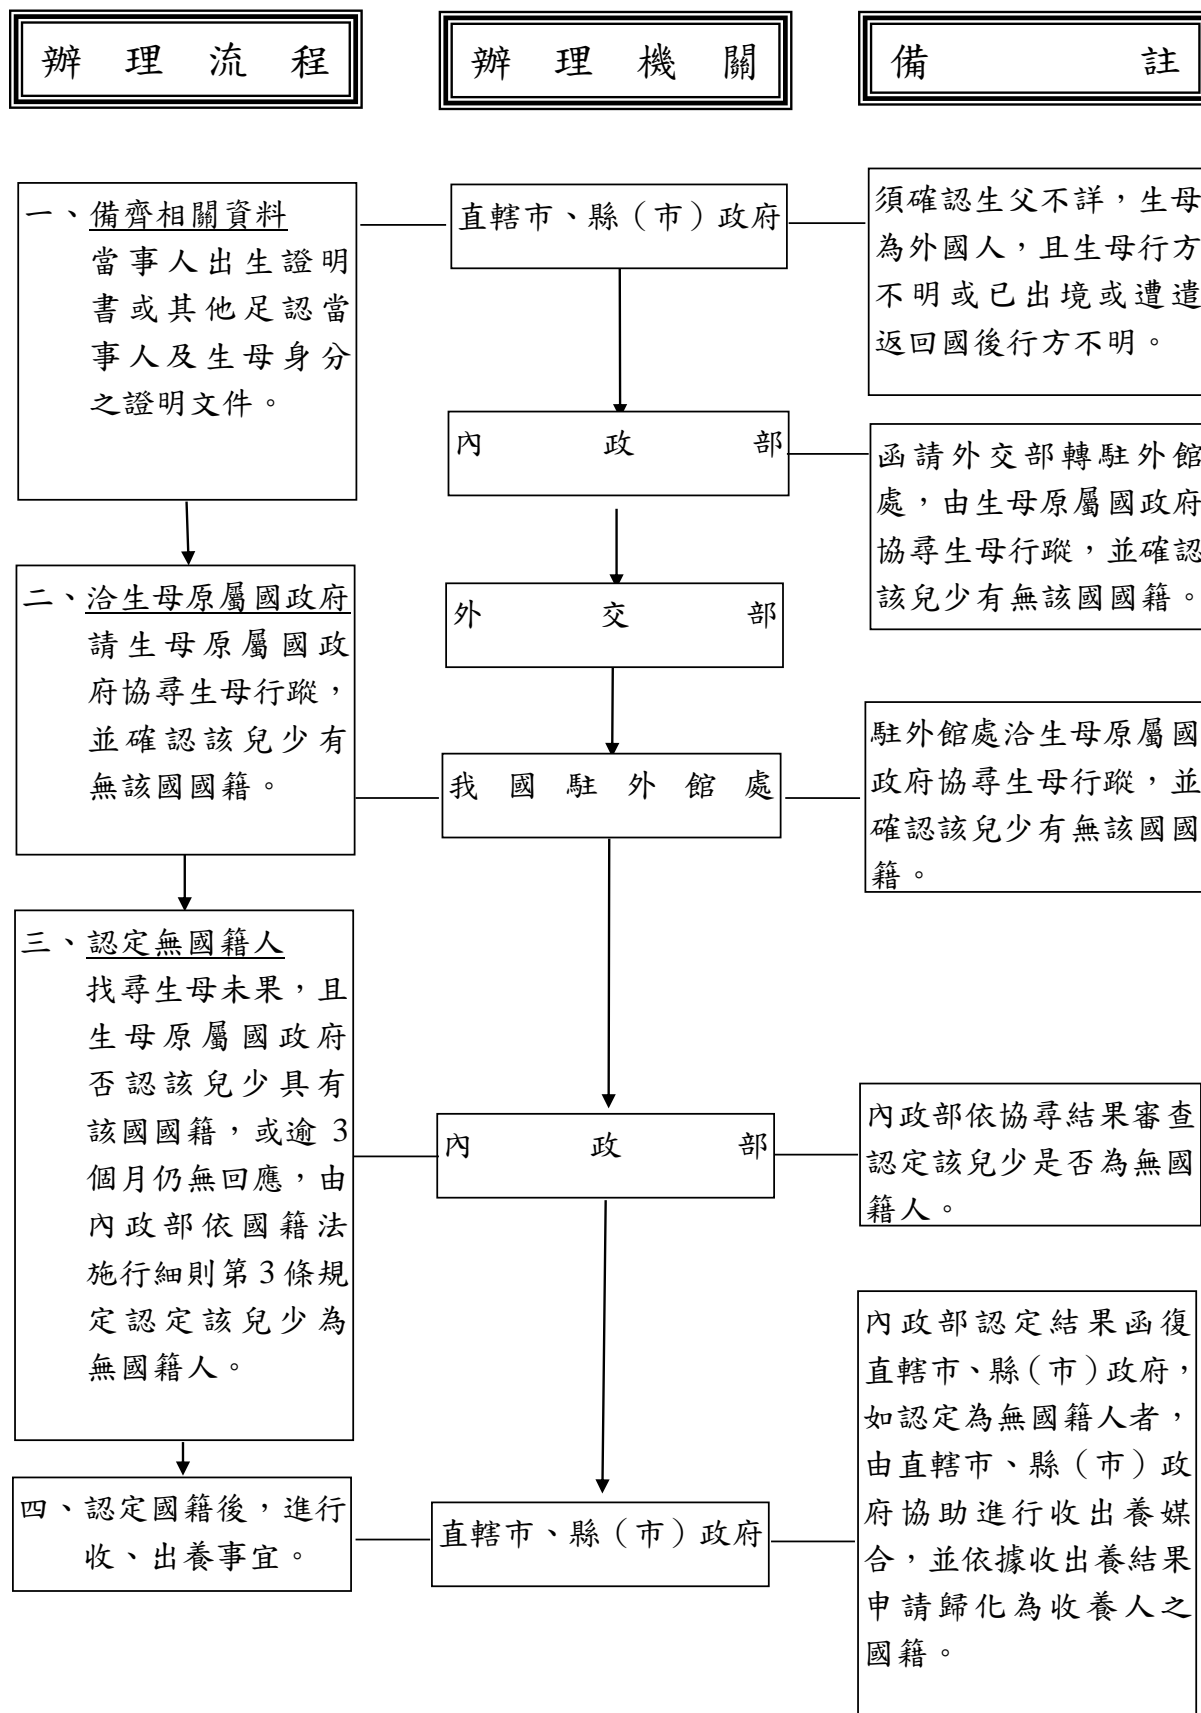 辦理流程
辦理機關
備註
一、備齊相關資料
當事人出生證明
書或其他足認當
事人及生母身分
之證明文件。
直轄市、縣（市）政府
須確認生父不詳，生母
為外國人，且生母行方
不明或已出境或遭遣
返回國後行方不明。
內政部
函請外交部轉駐外館
處，由生母原屬國政府
協尋生母行蹤，並確認
該兒少有無該國國籍。
二、洽生母原屬國政府
請生母原屬國政
府協尋生母行蹤，
並確認該兒少有
無該國國籍。
外交部
我國駐外館處
駐外館處洽生母原屬國
政府協尋生母行蹤，並
確認該兒少有無該國國
籍。
三、認定無國籍人
找尋生母未果，且
生母原屬國政府
否認該兒少具有
該國國籍，或逾3
個月仍無回應，由
內政部依國籍法
施行細則第3條規
定認定該兒少為
無國籍人。
內政部
內政部依協尋結果審查
認定該兒少是否為無國
籍人。
四、認定國籍後，進行
收、出養事宜。
直轄市、縣（市）政府
內政部認定結果函復
直轄市、縣（市）政府，
如認定為無國籍人者，
由直轄市、縣（市）政
府協助進行收出養媒
合，並依據收出養結果
申請歸化為收養人之
國籍。